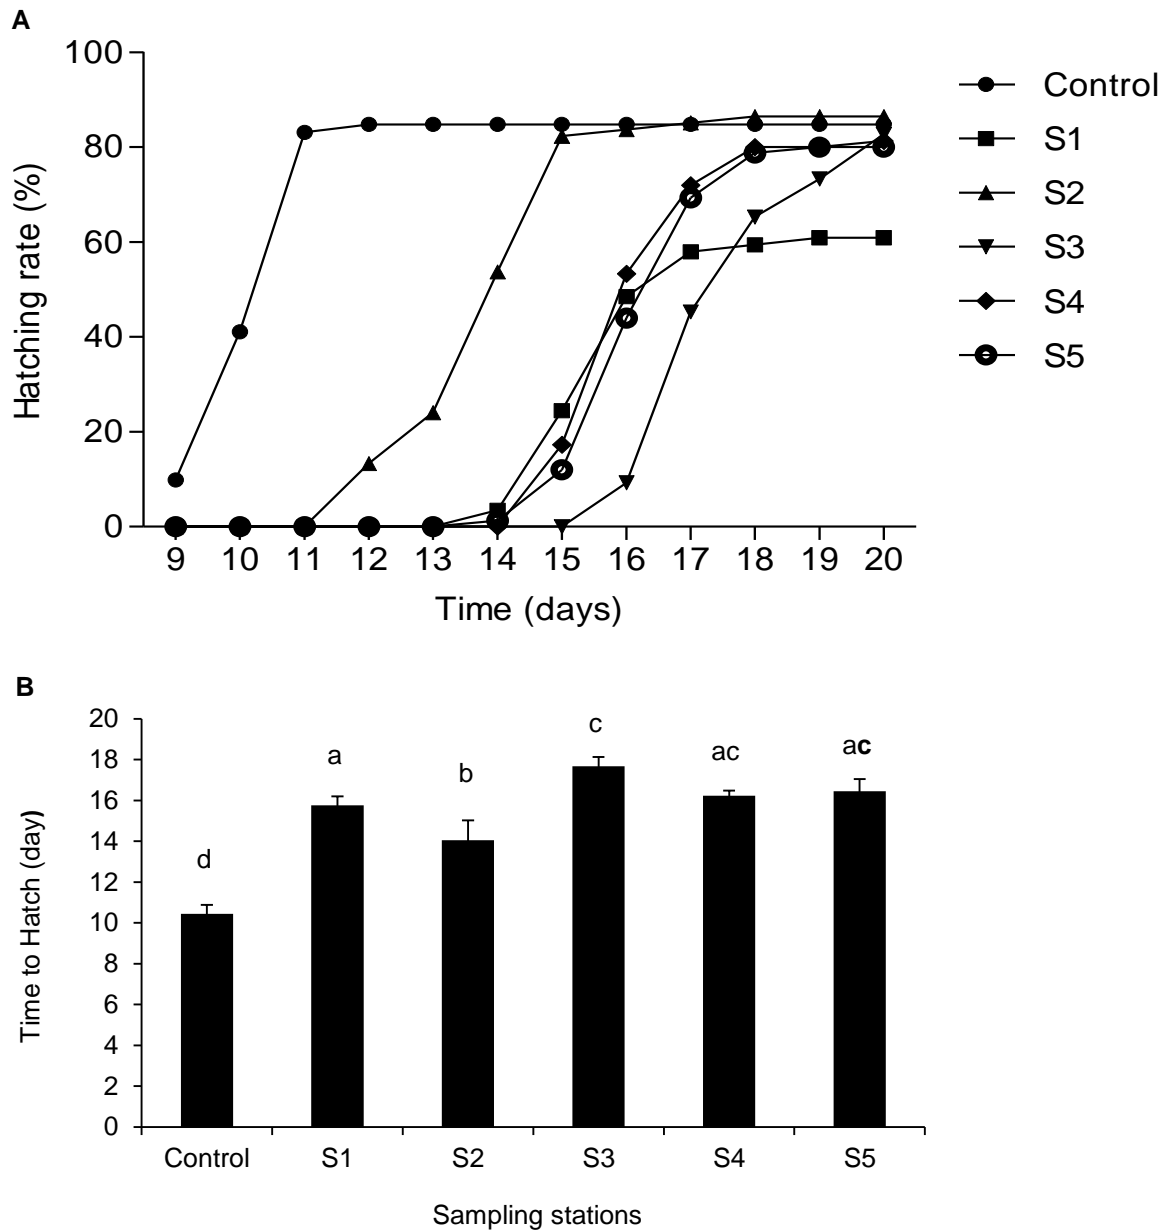 A
100
80
60
40
20
0
Hatching rate (%)
9 10 11 12 13 14 15 16 17 18 19 20
Time (days)
Control
S1
S2
S3
S4
S5
B
20
18
16
14
12
10
8
6
4
2
0
Time to Hatch (day)
d
a
b
c
ac
ac
Control S1 S2 S3 S4 S5
Sampling stations